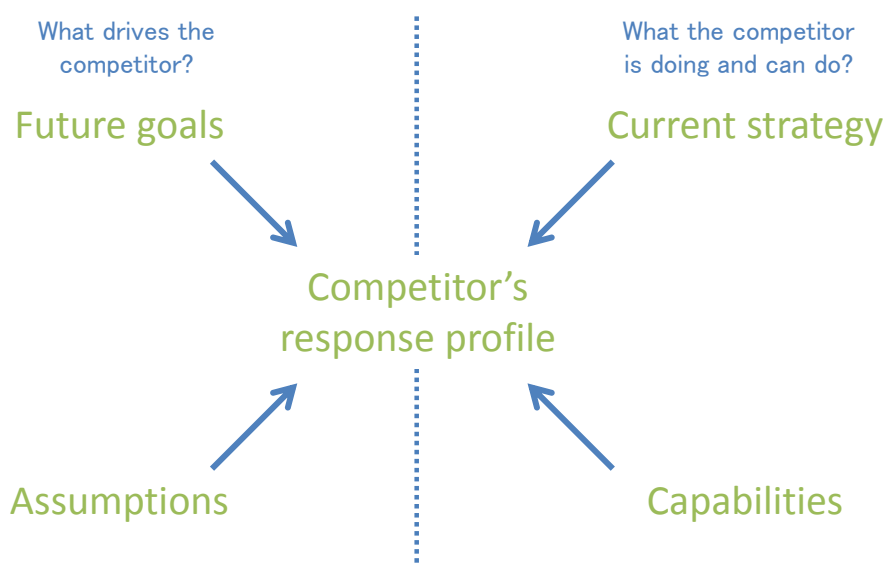 What drives the
competitor?
What the competitor
is doing and can do?
Future goals
Current strategy
Competitor’s
response profile
Assumptions
Capabilities